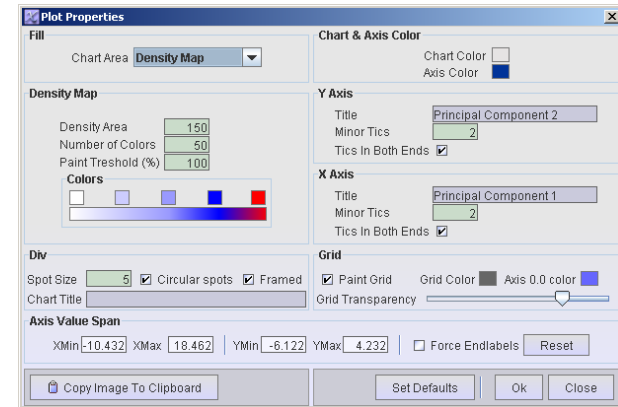 Plot Properties
Fill
Chart Area Density Map
Chart & Axis Color
Chart Color
Axis Color
Density Map
Density Area 150
Number of Colors 50
Paint Treshold (%) 100
Colors
Y Axis
Title Principal Component 2
Minor Tics 2
Tics In Both Ends
X Axis
Title Principal Component 1
Minor Tics 2
Tics In Both Ends
Div
Spot Size 5 Circular spots Framed
Chart Title
Grid
Paint Grid Grid Color Axis 0.0 color
Grid Transparency
Axis Value Span
XMin -10.432 XMax 18.462 YMin -6.122 YMax 4.232 Force Endlabels Reset
Copy Image To Clipboard Set Defaults Ok Close